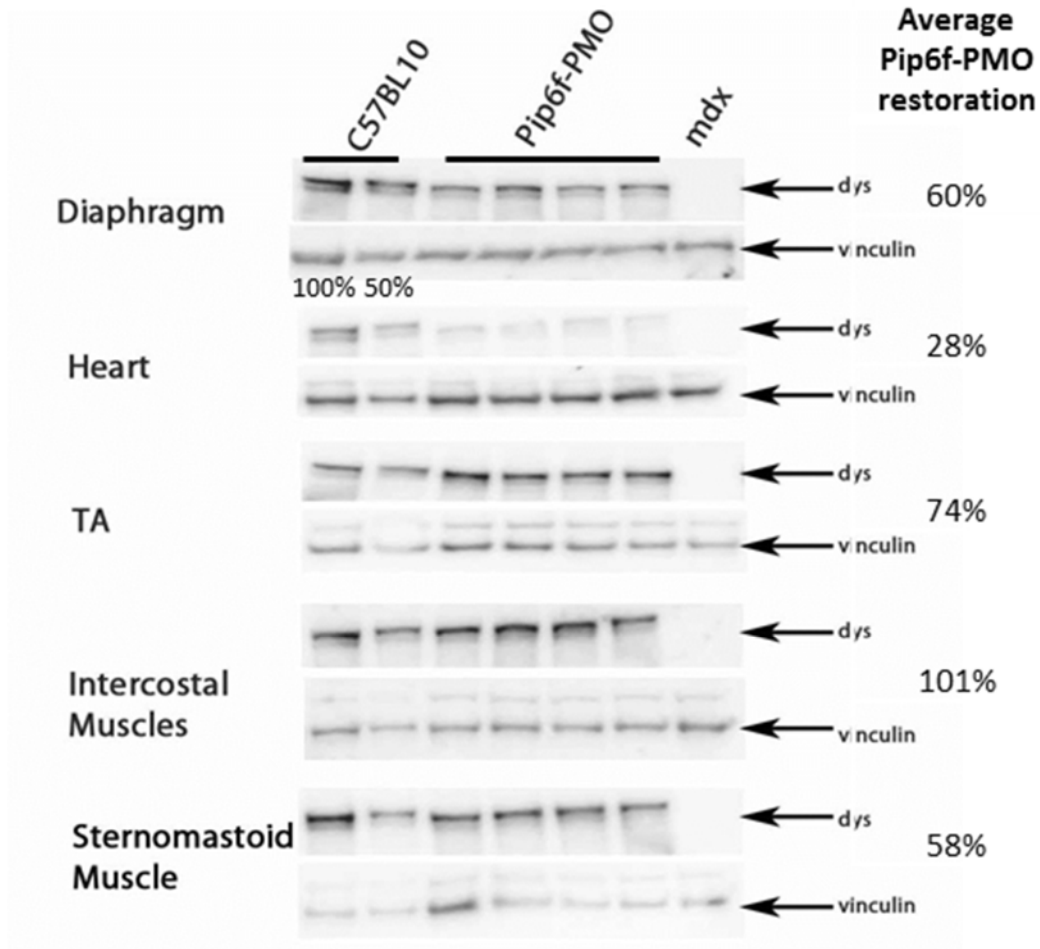 Average
Pip6f-PMO
restoration
C57BL10
Pip6f-PMO
mdx
Diaphragm
dys
60%
vinculin
100% 50%
Heart
dys
28%
vinculin
TA
dys
74%
vinculin
Intercostal
Muscles
dys
101%
vinculin
Sternomastoid
Muscle
dys
58%
vinculin